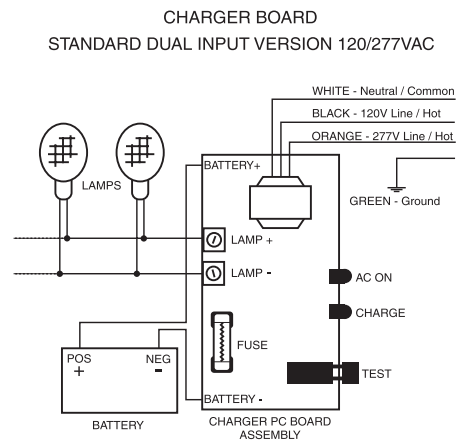 CHARGER BOARD
STANDARD DUAL INPUT VERSION 120/277VAC
WHITE - Neutral / Common
BLACK - 120V Line / Hot
ORANGE - 277V Line / Hot
BATTERY+
LAMPS
GREEN - Ground
LAMP +
LAMP -
AC ON
CHARGE
FUSE
POS
NEG
+
-
TEST
BATTERY -
BATTERY
CHARGER PC BOARD
ASSEMBLY